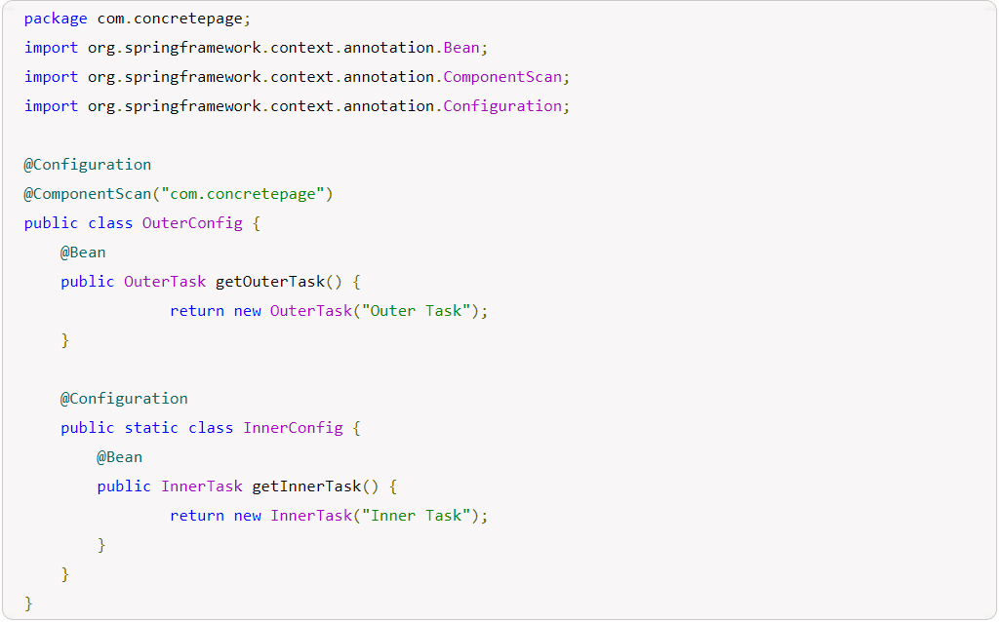 package com.concretepage;
import org.springframework.context.annotation.Bean;
import org.springframework.context.annotation.ComponentScan;
import org.springframework.context.annotation.Configuration;

@Configuration
@ComponentScan("com.concretepage")
public class OuterConfig {
    @Bean
    public OuterTask getOuterTask() {
                return new OuterTask("Outer Task");
    }

    @Configuration
    public static class InnerConfig {
        @Bean
        public InnerTask getInnerTask() {
                return new InnerTask("Inner Task");
        }
    }
}